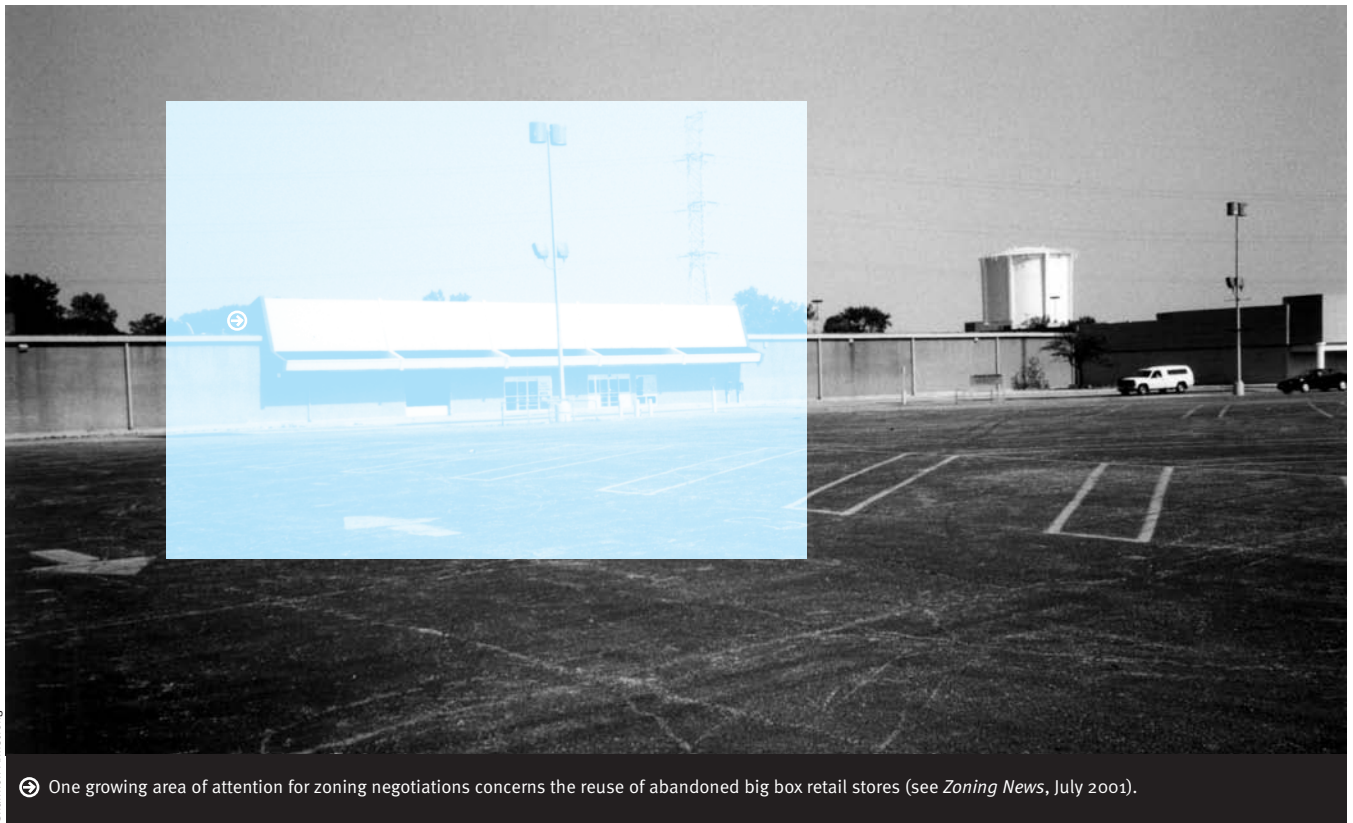 One growing area of attention for zoning negotiations concerns the reuse of abandoned big box retail stores (see Zoning News, July 2001).